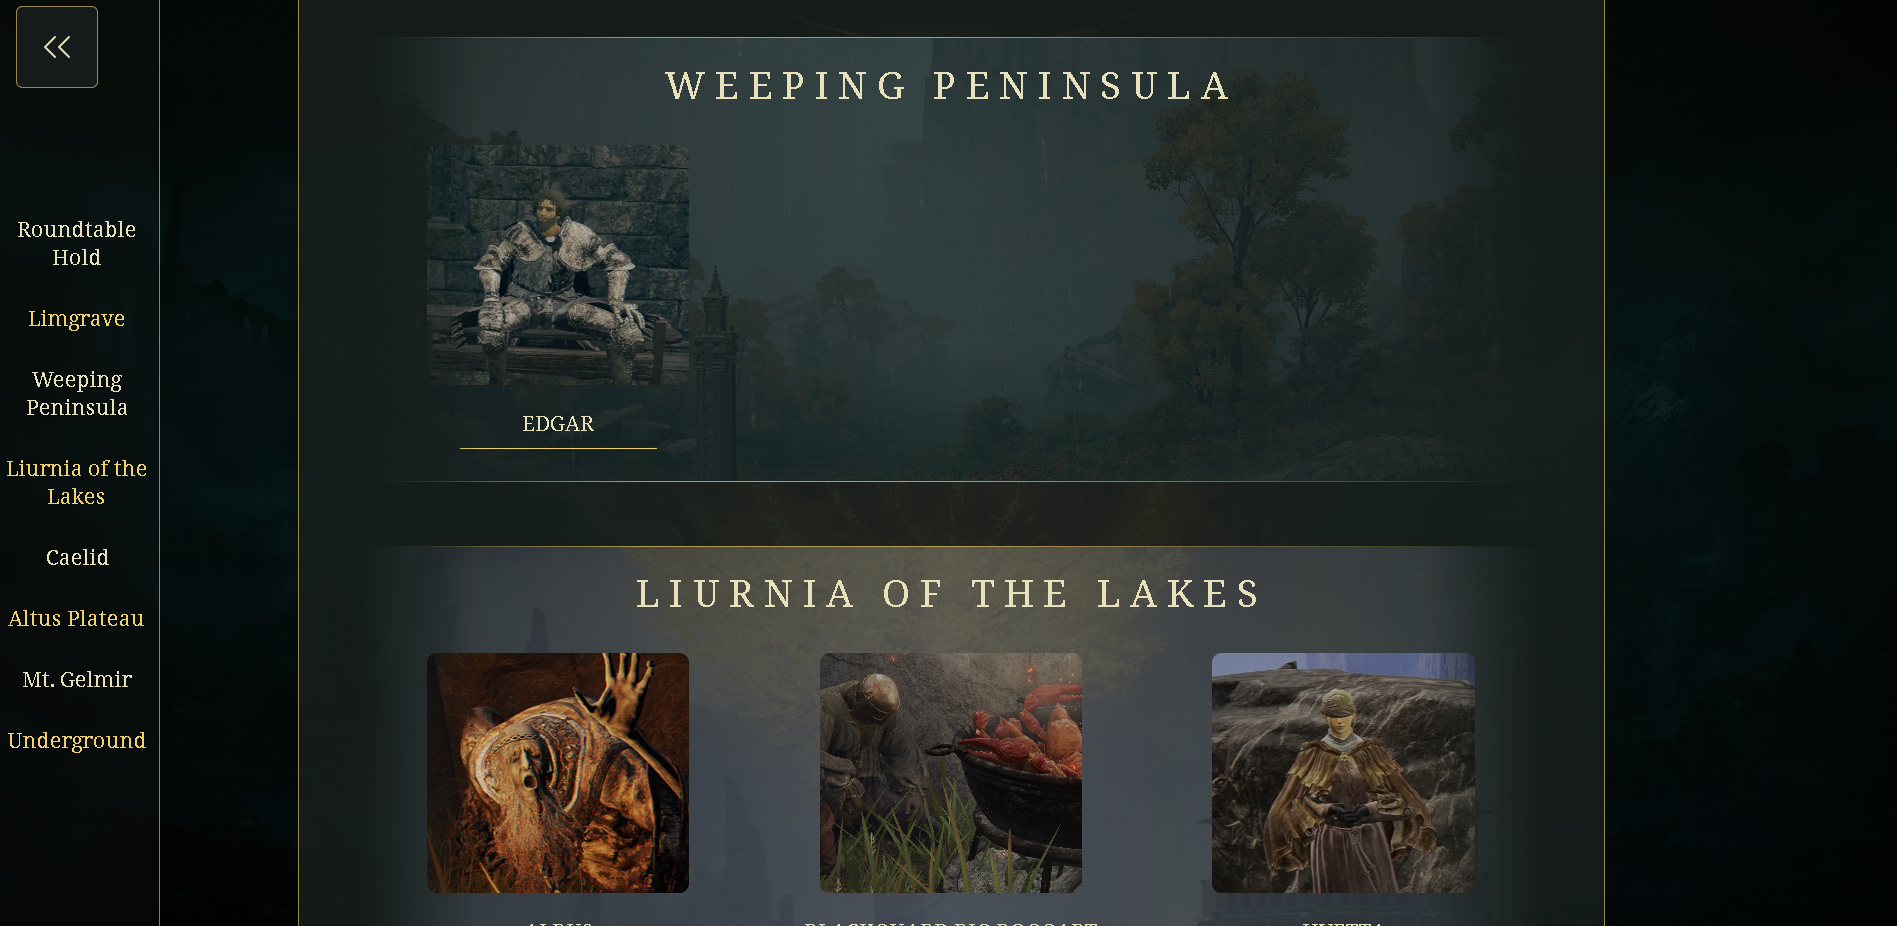 Roundtable
Hold
Limgrave
Weeping
Peninsula
Liurnia of the
Lakes
Caelid
Altus Plateau
Mt. Gelmir
Underground
WEEPING PENINSULA
EDGAR
LIURNIA OF THE LAKES